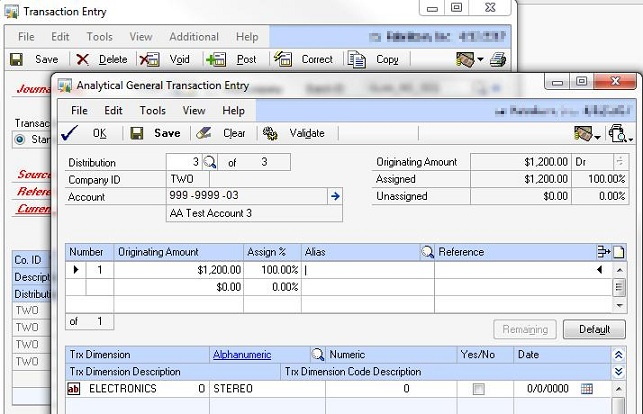 Transaction Entry
File Edit Tools View Additional Help
Save Delete Void Post Correct Copy
Journa
Transac
Star
Source
Refere
Curren
Co. ID
Descript
Distributi
TWO
TWO
TWO
TWO
Analytical General Transaction Entry
File Edit Tools View Help
OK Save Clear Validate
Distribution 3 of 3 Originating Amount $1,200.00 Dr
Company ID TWO Assigned $1,200.00 100.00%
Account 999 -9999 -03 Unassigned $0.00 0.00%
AA Test Account 3
Number Originating Amount Assign % Alias Reference
1 $1,200.00 100.00%
$0.00 0.00%
of 1
Remaining Default
Trx Dimension Alphanumeric Numeric Yes/No Date
Trx Dimension Description Trx Dimension Code Description
ab ELECTRONICS 0 STEREO 0 0/0/0000